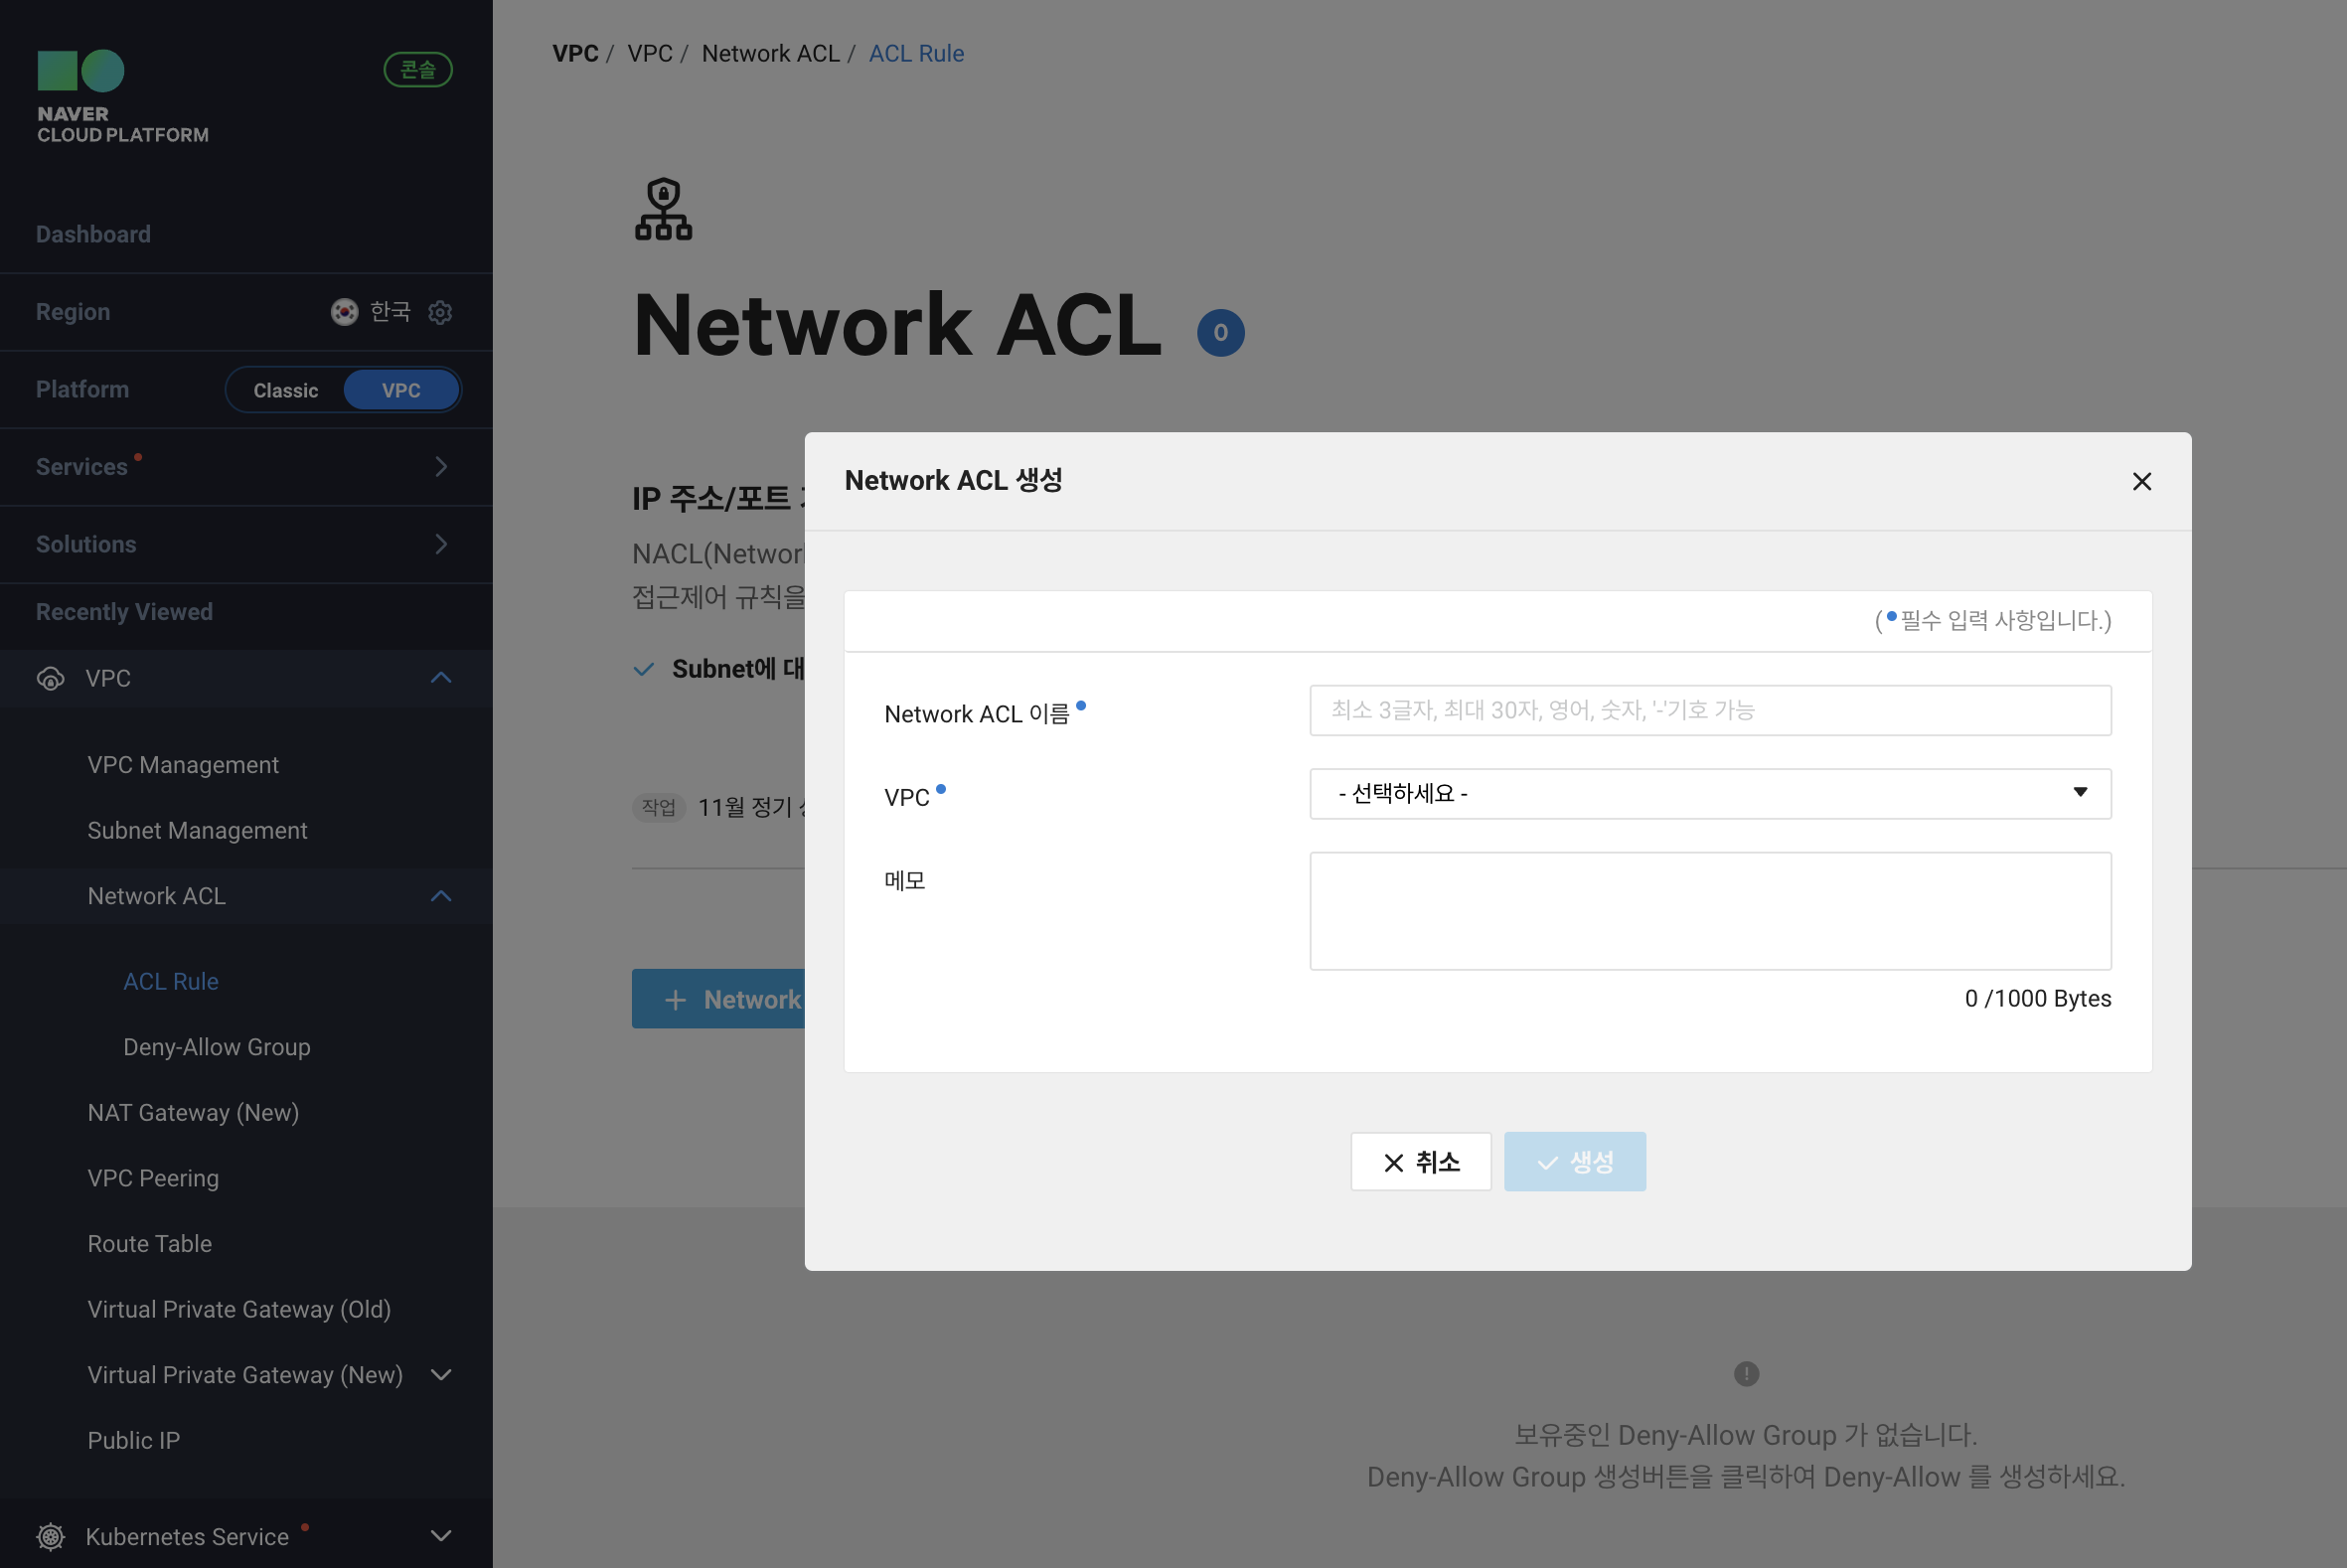 NAVER
CLOUD PLATFORM
콘솔
Dashboard
Region 한국
Platform Classic VPC
Services
Solutions
Recently Viewed
VPC
VPC Management
Subnet Management
Network ACL
ACL Rule
Deny-Allow Group
NAT Gateway (New)
VPC Peering
Route Table
Virtual Private Gateway (Old)
Virtual Private Gateway (New)
Public IP
Kubernetes Service
VPC / VPC / Network ACL / ACL Rule
Network ACL 0
IP 주소/포트
NACL(Networ
접근제어 규칙을
Subnet에 대
작업 11월 정기
+ Network
Network ACL 생성
( 필수 입력 사항입니다.)
Network ACL 이름 최소 3글자, 최대 30자, 영어, 숫자, '-'기호 가능
VPC - 선택하세요 -
메모
0 /1000 Bytes
취소 생성
보유중인 Deny-Allow Group 가 없습니다.
Deny-Allow Group 생성버튼을 클릭하여 Deny-Allow 를 생성하세요.